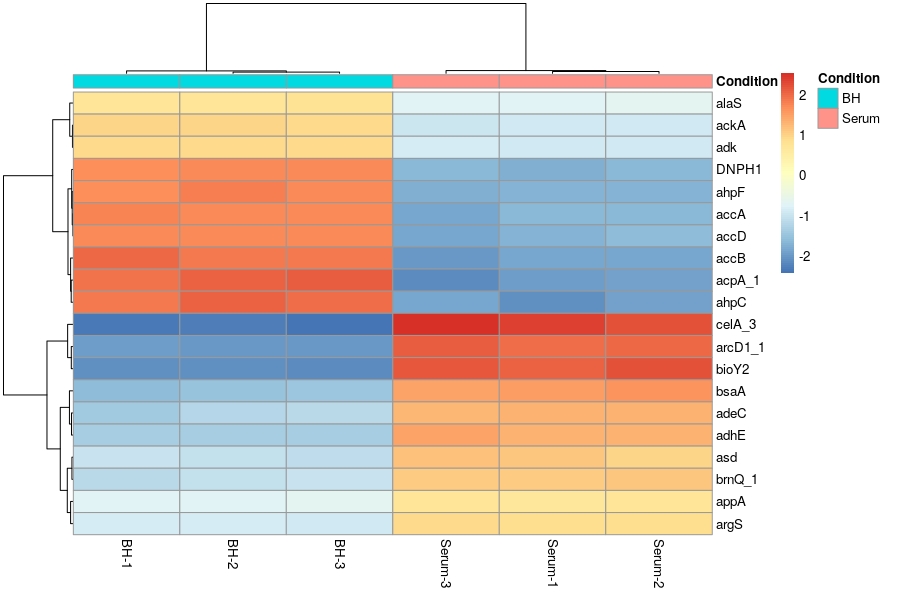 Condition
alaS
ackA
adk
DNPH1
ahpF
accA
accD
accB
acpA_1
ahpC
celA_3
arcD1_1
bioY2
bsaA
adeC
adhE
asd
brnQ_1
appA
argS
BH-1
BH-2
BH-3
Serum-3
Serum-1
Serum-2
2
1
0
-1
-2
Condition
BH
Serum